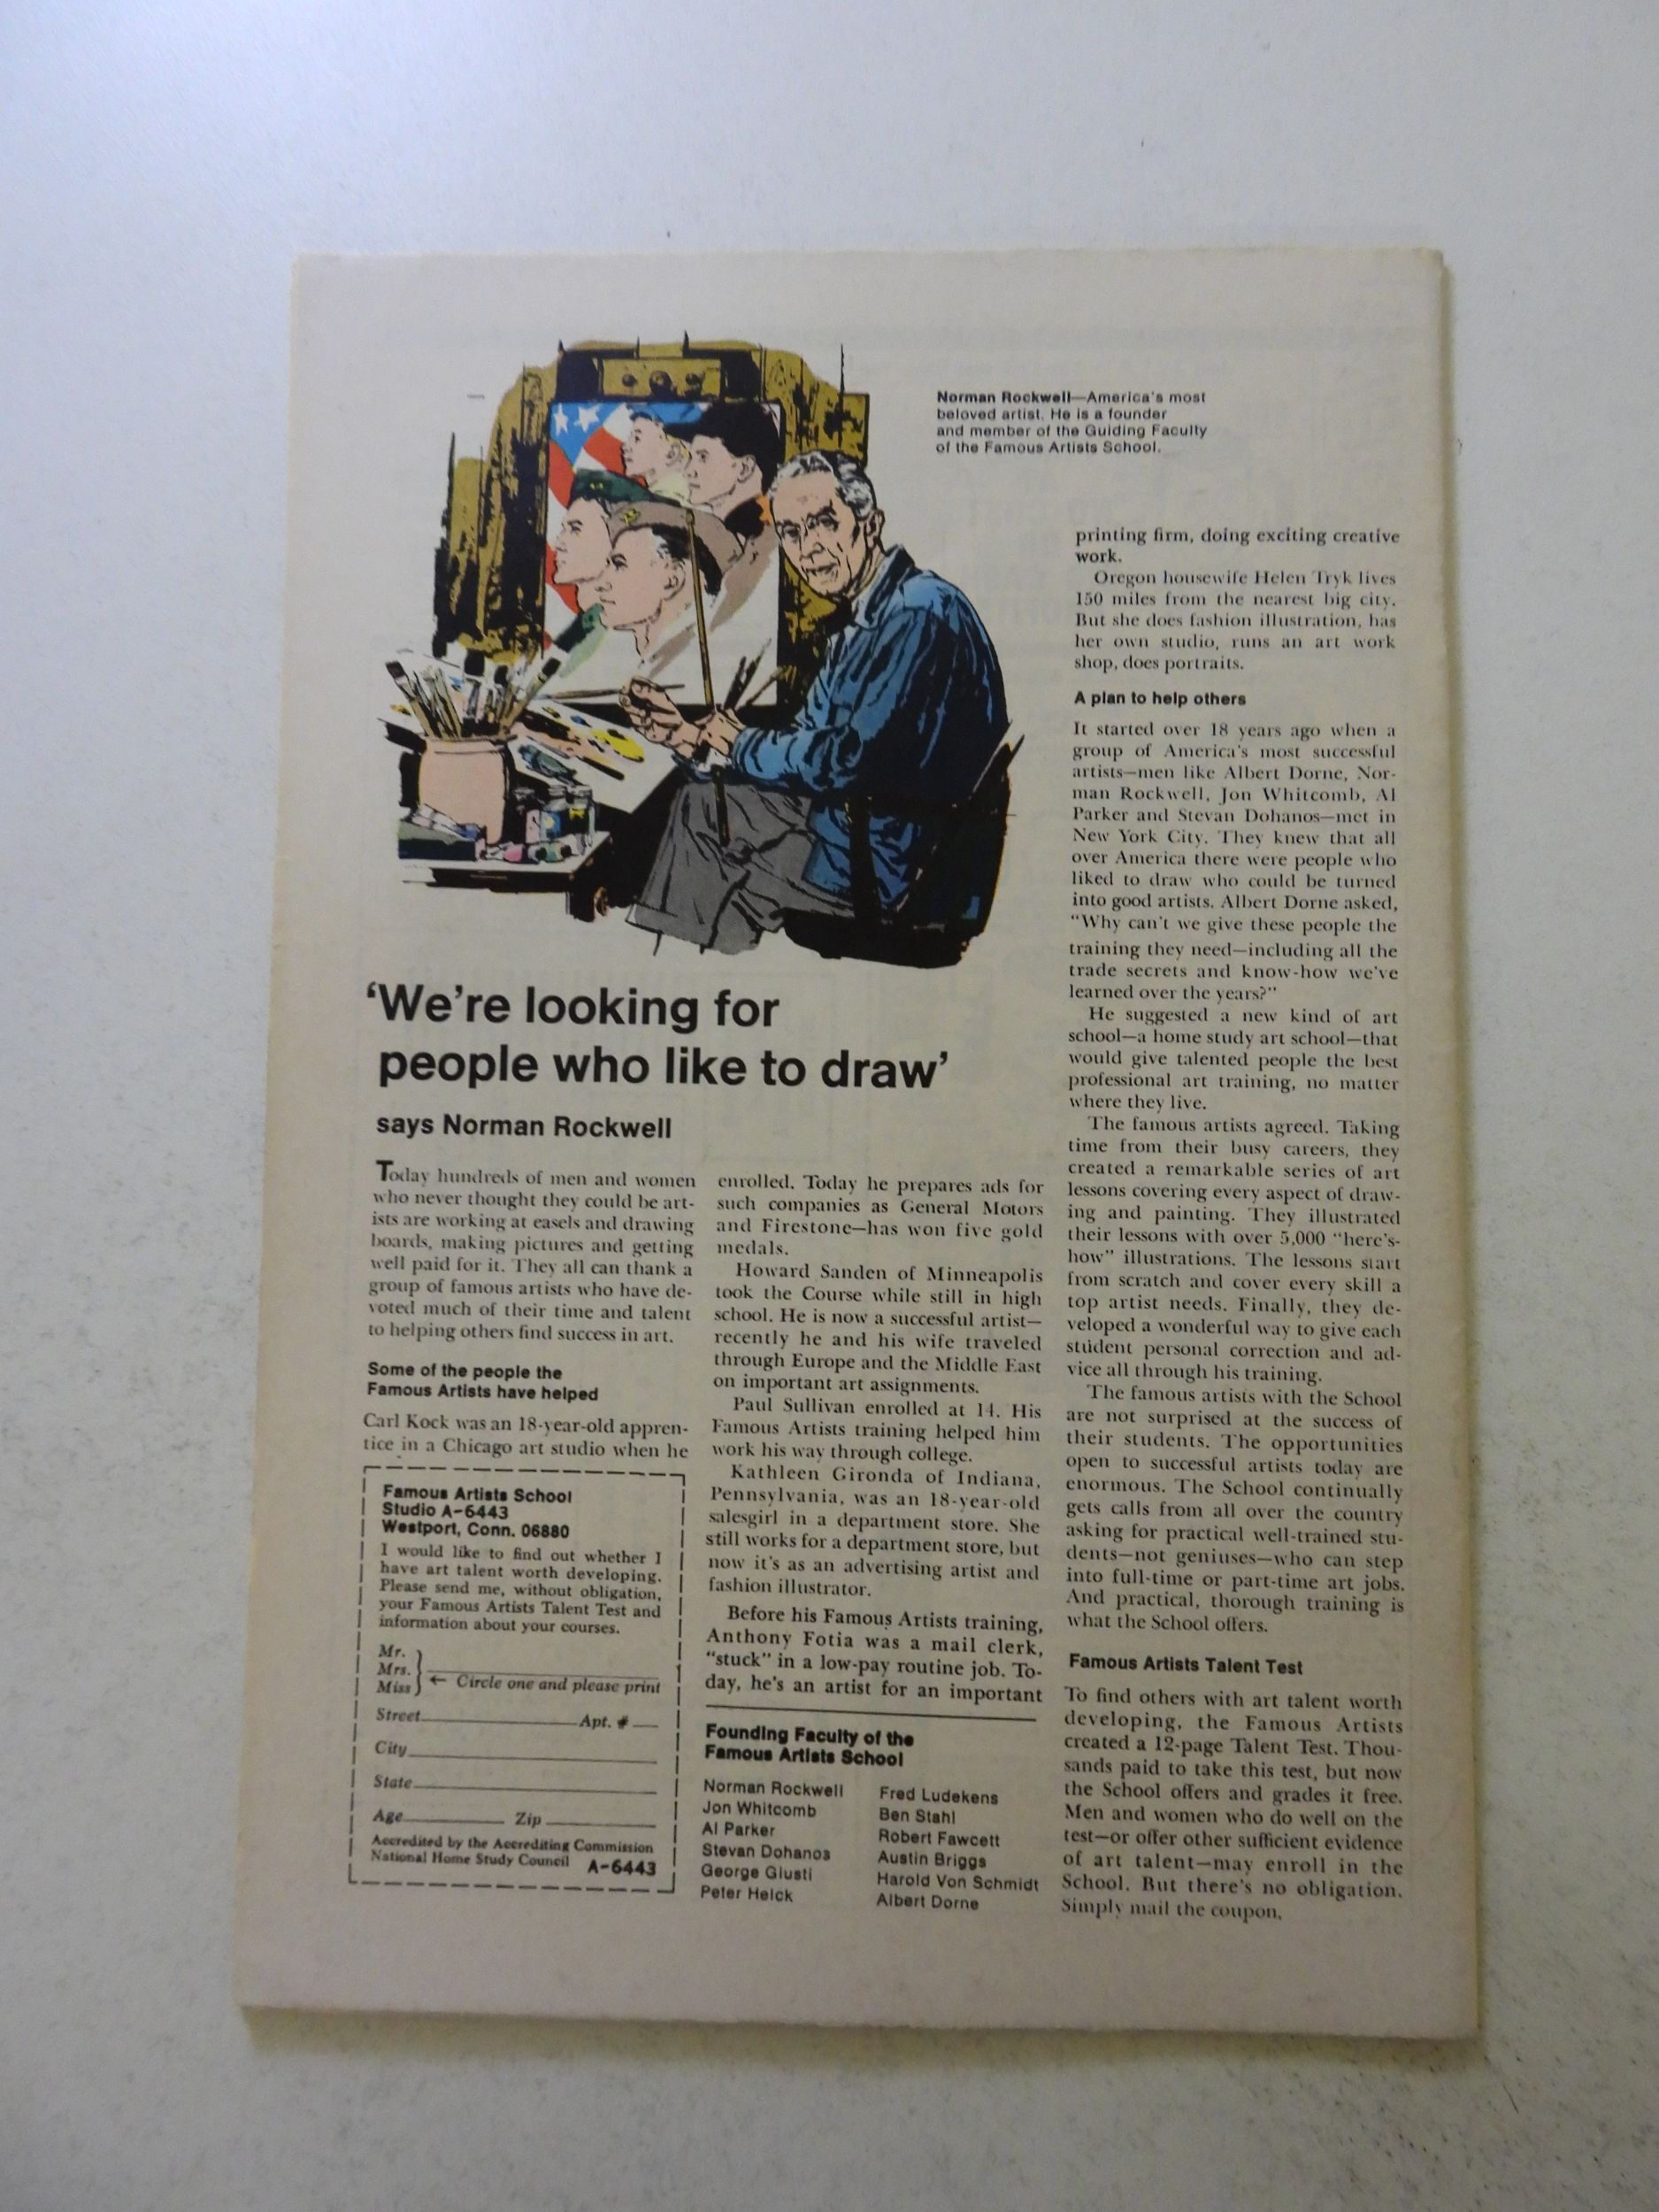 Norman Rockwell—America's most
beloved artist. He is a founder
and member of the Guiding Faculty
of the Famous Artists School.
'We're looking for
people who like to draw'
says Norman Rockwell
Today hundreds of men and women
who never thought they could be art-
ists are working at easels and drawing
boards, making pictures and getting
well paid for it. They all can thank a
group of famous artists who have de-
voted much of their time and talent
to helping others find success in art.
Some of the people the
Famous Artists have helped
Carl Kock was an 18-year-old appren-
tice in a Chicago art studio when he
enrolled. Today he prepares ads for
such companies as General Motors
and Firestone—has won five gold
medals.
Howard Sanden of Minneapolis
took the Course while still in high
school. He is now a successful artist—
recently he and his wife traveled
through Europe and the Middle East
on important art assignments.
Paul Sullivan enrolled at 14. His
Famous Artists training helped him
work his way through college.
Kathleen Gironda of Indiana,
Pennsylvania, was an 18-year-old
salesgirl in a department store. She
still works for a department store, but
now it's as an advertising artist and
fashion illustrator.
Before his Famous Artists training,
Anthony Fotia was a mail clerk,
"stuck" in a low-pay routine job. To-
day, he's an artist for an important
printing firm, doing exciting creative
work.
Oregon housewife Helen Tryk lives
150 miles from the nearest big city.
But she does fashion illustration, has
her own studio, runs an art work
shop, does portraits.
A plan to help others
It started over 18 years ago when a
group of America's most successful
artists—men like Albert Dorne, Nor-
man Rockwell, Jon Whitcomb, Al
Parker and Stevan Dohanos—met in
New York City. They knew that all
over America there were people who
liked to draw who could be turned
into good artists. Albert Dorne asked,
"Why can't we give these people the
training they need—including all the
trade secrets and know-how we've
learned over the years?"
He suggested a new kind of art
school—a home study art school—that
would give talented people the best
professional art training, no matter
where they live.
The famous artists agreed. Taking
time from their busy careers, they
created a remarkable series of art
lessons covering every aspect of draw-
ing and painting. They illustrated
their lessons with over 5,000 "here's-
how" illustrations. The lessons start
from scratch and cover every skill a
top artist needs. Finally, they de-
veloped a wonderful way to give each
student personal correction and ad-
vice all through his training.
The famous artists with the School
are not surprised at the success of
their students. The opportunities
open to successful artists today are
enormous. The School continually
gets calls from all over the country
asking for practical well-trained stu-
dents—not geniuses—who can step
into full-time or part-time art jobs.
And practical, thorough training is
what the School offers.
Famous Artists Talent Test
To find others with art talent worth
developing, the Famous Artists
created a 12-page Talent Test. Thou-
sands paid to take this test, but now
the School offers and grades it free.
Men and women who do well on the
test—or offer other sufficient evidence
of art talent—may enroll in the
School. But there's no obligation.
Simply mail the coupon.
Famous Artists School
Studio A-6443
Westport, Conn. 06880
I would like to find out whether I
have art talent worth developing.
Please send me, without obligation,
your Famous Artists Talent Test and
information about your courses.
Mr.
Mrs.
Miss ← Circle one and please print
Street Apt. #
City
State
Age Zip
Accredited by the Accrediting Commission
National Home Study Council A-6443
Founding Faculty of the
Famous Artists School
Norman Rockwell
Jon Whitcomb
Al Parker
Stevan Dohanos
George Giusti
Peter Helck
Fred Ludekens
Ben Stahl
Robert Fawcett
Austin Briggs
Harold Von Schmidt
Albert Dorne